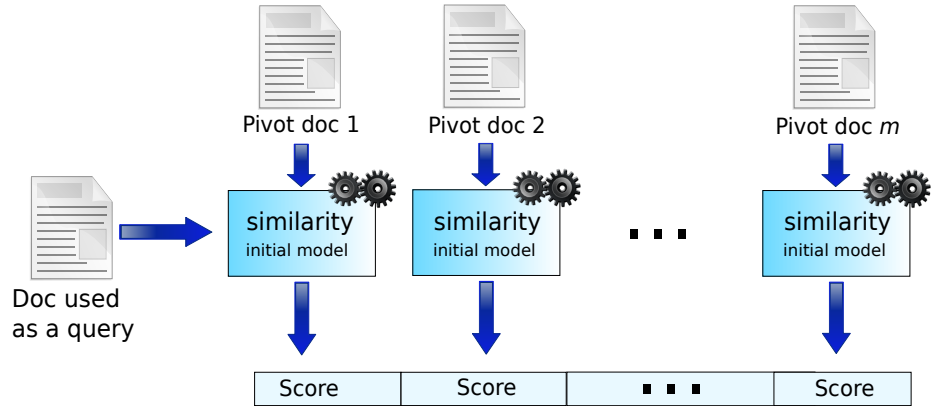 Pivot doc 1
Pivot doc 2
Pivot doc m
similarity
initial model
similarity
initial model
similarity
initial model
Doc used
as a query
Score
Score
Score